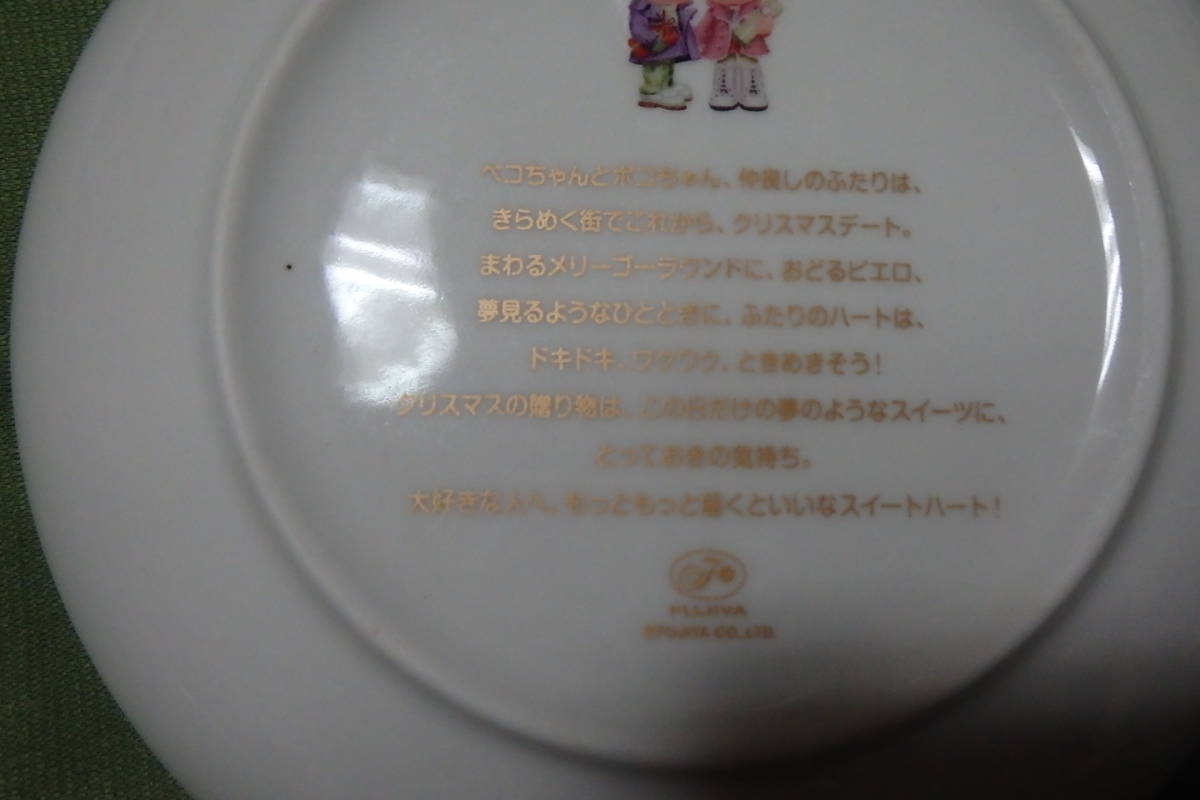 ペコちゃんとポコちゃん、仲良しのふたりは、
きらめく街でこれから、クリスマスデート。
まわるメリーゴーラウンドに、おどるピエロ、
夢見るようなひとときに、ふたりのハートは、
ドキドキ、ワクワク、ときめきそう!
クリスマスの贈り物は、この日だけの夢のようなスイーツに、
とっておきの気持ち。
大好きな人へ、もっともっと届くといいなスイートハート!
FUJIYA
©FUJIYA CO.,LTD.